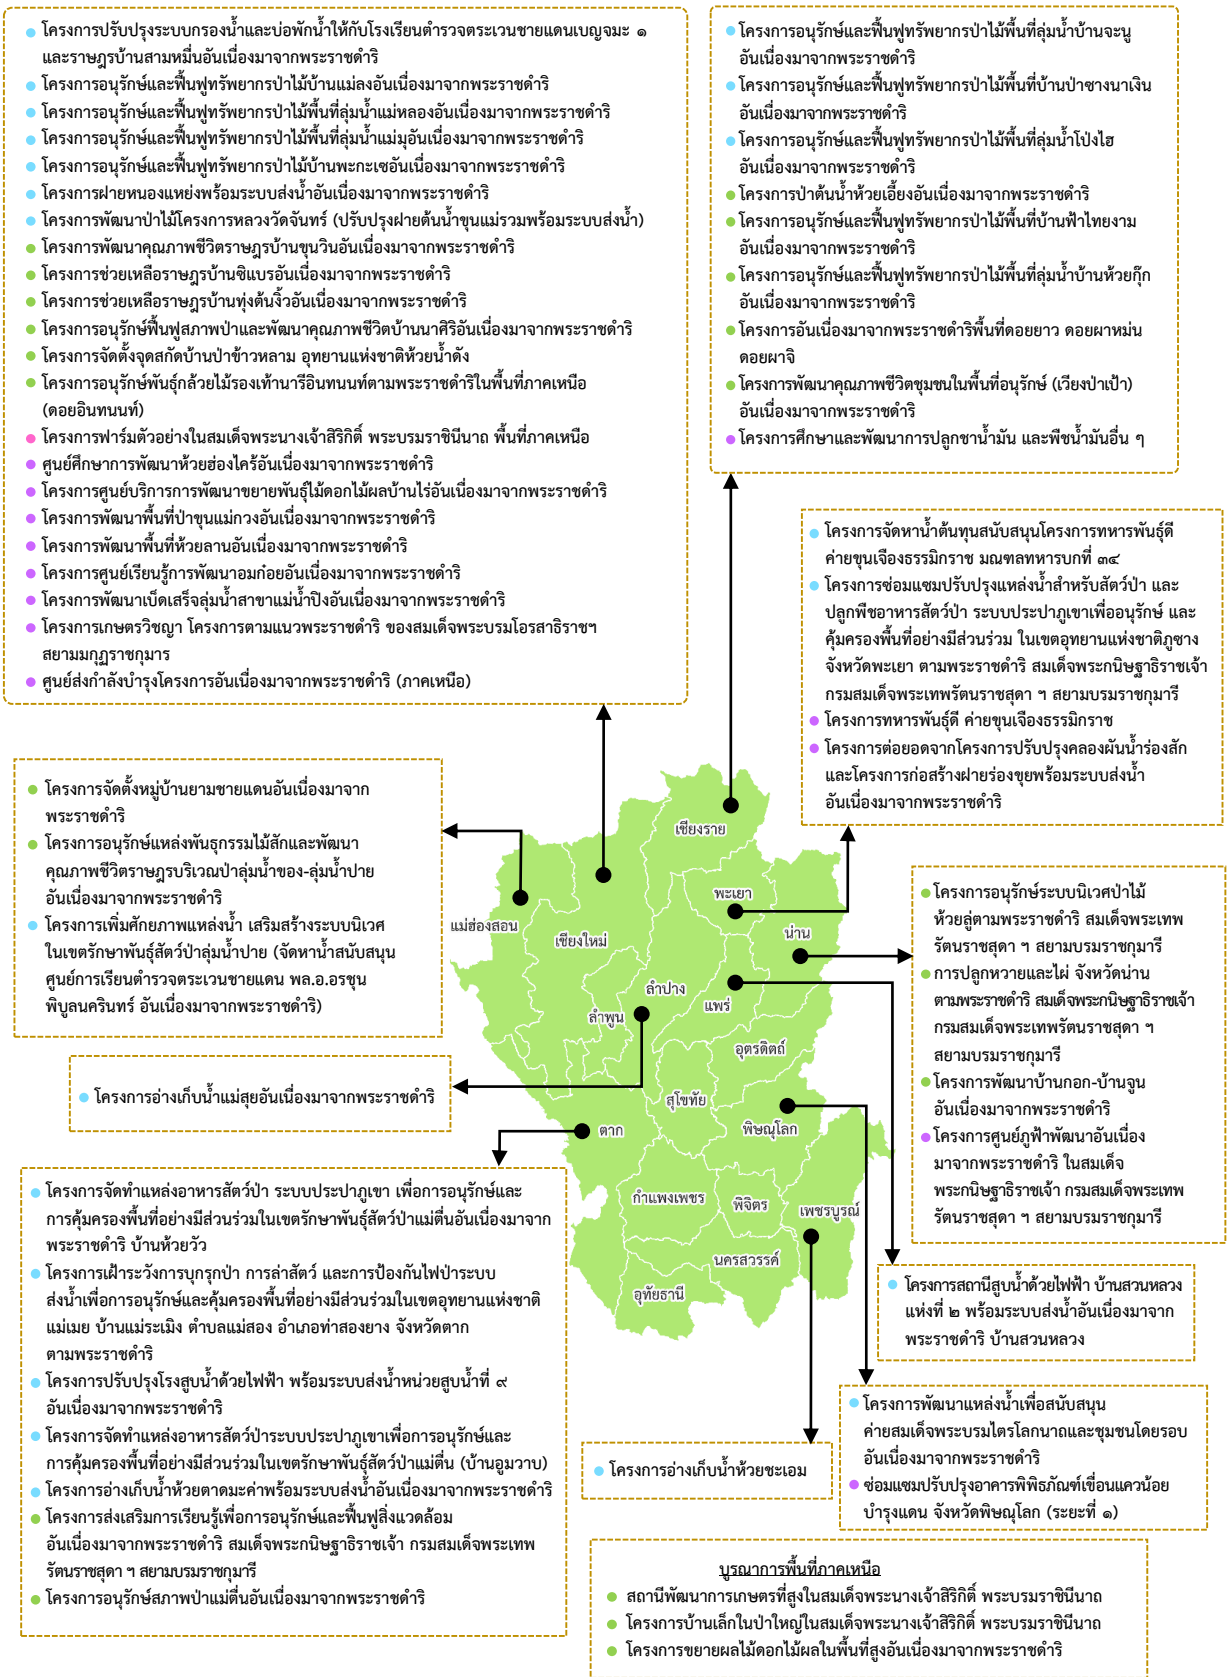 โครงการปรับปรุงระบบกรองน้ำและบ่อพักน้ำให้กับโรงเรียนตำรวจตระเวนชายแดนเบญจมะ ๑
และราษฎรบ้านสามหมื่นอันเนื่องมาจากพระราชดำริ
โครงการอนุรักษ์และฟื้นฟูทรัพยากรป่าไม้บ้านแม่ลงอันเนื่องมาจากพระราชดำริ
โครงการอนุรักษ์และฟื้นฟูทรัพยากรป่าไม้พื้นที่ลุ่มน้ำแม่หลองอันเนื่องมาจากพระราชดำริ
โครงการอนุรักษ์และฟื้นฟูทรัพยากรป่าไม้พื้นที่ลุ่มน้ำแม่มุอันเนื่องมาจากพระราชดำริ
โครงการอนุรักษ์และฟื้นฟูทรัพยากรป่าไม้บ้านพะกะเซอันเนื่องมาจากพระราชดำริ
โครงการฝายหนองแหย่งพร้อมระบบส่งน้ำอันเนื่องมาจากพระราชดำริ
โครงการพัฒนาป่าไม้โครงการหลวงวัดจันทร์ (ปรับปรุงฝายต้นน้ำขุนแม่รวมพร้อมระบบส่งน้ำ)
โครงการพัฒนาคุณภาพชีวิตราษฎรบ้านขุนวินอันเนื่องมาจากพระราชดำริ
โครงการช่วยเหลือราษฎรบ้านซิแบรอันเนื่องมาจากพระราชดำริ
โครงการช่วยเหลือราษฎรบ้านทุ่งต้นงิ้วอันเนื่องมาจากพระราชดำริ
โครงการอนุรักษ์ฟื้นฟูสภาพป่าและพัฒนาคุณภาพชีวิตบ้านนาศิริอันเนื่องมาจากพระราชดำริ
โครงการจัดตั้งจุดสกัดบ้านป่าข้าวหลาม อุทยานแห่งชาติห้วยน้ำดัง
โครงการอนุรักษ์พันธุ์กล้วยไม้รองเท้านารีอินทนนท์ตามพระราชดำริในพื้นที่ภาคเหนือ
(ดอยอินทนนท์)
โครงการฟาร์มตัวอย่างในสมเด็จพระนางเจ้าสิริกิติ์ พระบรมราชินีนาถ พื้นที่ภาคเหนือ
ศูนย์ศึกษาการพัฒนาห้วยฮ่องไคร้อันเนื่องมาจากพระราชดำริ
โครงการศูนย์บริการการพัฒนาขยายพันธุ์ไม้ดอกไม้ผลบ้านไร่อันเนื่องมาจากพระราชดำริ
โครงการพัฒนาพื้นที่ป่าขุนแม่กวงอันเนื่องมาจากพระราชดำริ
โครงการพัฒนาพื้นที่ห้วยลานอันเนื่องมาจากพระราชดำริ
โครงการศูนย์เรียนรู้การพัฒนาอมก๋อยอันเนื่องมาจากพระราชดำริ
โครงการพัฒนาเบ็ดเสร็จลุ่มน้ำสาขาแม่น้ำปิงอันเนื่องมาจากพระราชดำริ
โครงการเกษตรวิชญา โครงการตามแนวพระราชดำริ ของสมเด็จพระบรมโอรสาธิราชฯ
สยามมกุฎราชกุมาร
ศูนย์ส่งกำลังบำรุงโครงการอันเนื่องมาจากพระราชดำริ (ภาคเหนือ)
โครงการอนุรักษ์และฟื้นฟูทรัพยากรป่าไม้พื้นที่ลุ่มน้ำบ้านจะนู
อันเนื่องมาจากพระราชดำริ
โครงการอนุรักษ์และฟื้นฟูทรัพยากรป่าไม้พื้นที่บ้านป่าซางนาเงิน
อันเนื่องมาจากพระราชดำริ
โครงการอนุรักษ์และฟื้นฟูทรัพยากรป่าไม้พื้นที่ลุ่มน้ำโป่งไฮ
อันเนื่องมาจากพระราชดำริ
โครงการป่าต้นน้ำห้วยเอี้ยงอันเนื่องมาจากพระราชดำริ
โครงการอนุรักษ์และฟื้นฟูทรัพยากรป่าไม้พื้นที่บ้านฟ้าไทยงาม
อันเนื่องมาจากพระราชดำริ
โครงการอนุรักษ์และฟื้นฟูทรัพยากรป่าไม้พื้นที่ลุ่มน้ำบ้านห้วยกุ๊ก
อันเนื่องมาจากพระราชดำริ
โครงการอันเนื่องมาจากพระราชดำริพื้นที่ดอยยาว ดอยผาหม่น
ดอยผาจิ
โครงการพัฒนาคุณภาพชีวิตชุมชนในพื้นที่อนุรักษ์ (เวียงป่าเป้า)
อันเนื่องมาจากพระราชดำริ
โครงการศึกษาและพัฒนาการปลูกชาน้ำมัน และพืชน้ำมันอื่น ๆ
โครงการจัดหาน้ำต้นทุนสนับสนุนโครงการทหารพันธุ์ดี
ค่ายขุนเจืองธรรมิกราช มณฑลทหารบกที่ ๓๔
โครงการซ่อมแซมปรับปรุงแหล่งน้ำสำหรับสัตว์ป่า และ
ปลูกพืชอาหารสัตว์ป่า ระบบประปาภูเขาเพื่ออนุรักษ์ และ
คุ้มครองพื้นที่อย่างมีส่วนร่วม ในเขตอุทยานแห่งชาติภูซาง
จังหวัดพะเยา ตามพระราชดำริ สมเด็จพระกนิษฐาธิราชเจ้า
กรมสมเด็จพระเทพรัตนราชสุดา ฯ สยามบรมราชกุมารี
โครงการทหารพันธุ์ดี ค่ายขุนเจืองธรรมิกราช
โครงการต่อยอดจากโครงการปรับปรุงคลองผันน้ำร่องสัก
และโครงการก่อสร้างฝายร่องขุยพร้อมระบบส่งน้ำ
อันเนื่องมาจากพระราชดำริ
โครงการจัดตั้งหมู่บ้านยามชายแดนอันเนื่องมาจาก
พระราชดำริ
โครงการอนุรักษ์แหล่งพันธุกรรมไม้สักและพัฒนา
คุณภาพชีวิตราษฎรบริเวณป่าลุ่มน้ำของ-ลุ่มน้ำปาย
อันเนื่องมาจากพระราชดำริ
โครงการเพิ่มศักยภาพแหล่งน้ำ เสริมสร้างระบบนิเวศ
ในเขตรักษาพันธุ์สัตว์ป่าลุ่มน้ำปาย (จัดหาน้ำสนับสนุน
ศูนย์การเรียนตำรวจตระเวนชายแดน พล.อ.อรชุน
พิบูลนครินทร์ อันเนื่องมาจากพระราชดำริ)
เชียงราย
พะเยา
แม่ฮ่องสอน
เชียงใหม่
น่าน
ลำปาง
แพร่
ลำพูน
อุตรดิตถ์
สุโขทัย
ตาก
พิษณุโลก
กำแพงเพชร
พิจิตร
เพชรบูรณ์
นครสวรรค์
อุทัยธานี
โครงการอนุรักษ์ระบบนิเวศป่าไม้
ห้วยลู่ตามพระราชดำริ สมเด็จพระเทพ
รัตนราชสุดา ฯ สยามบรมราชกุมารี
การปลูกหวายและไผ่ จังหวัดน่าน
ตามพระราชดำริ สมเด็จพระกนิษฐาธิราชเจ้า
กรมสมเด็จพระเทพรัตนราชสุดา ฯ
สยามบรมราชกุมารี
โครงการพัฒนาบ้านกอก-บ้านจูน
อันเนื่องมาจากพระราชดำริ
โครงการศูนย์ภูฟ้าพัฒนาอันเนื่อง
มาจากพระราชดำริ ในสมเด็จ
พระกนิษฐาธิราชเจ้า กรมสมเด็จพระเทพ
รัตนราชสุดา ฯ สยามบรมราชกุมารี
โครงการอ่างเก็บน้ำแม่สุยอันเนื่องมาจากพระราชดำริ
โครงการจัดทำแหล่งอาหารสัตว์ป่า ระบบประปาภูเขา เพื่อการอนุรักษ์และ
การคุ้มครองพื้นที่อย่างมีส่วนร่วมในเขตรักษาพันธุ์สัตว์ป่าแม่ตื่นอันเนื่องมาจาก
พระราชดำริ บ้านห้วยวัว
โครงการเฝ้าระวังการบุกรุกป่า การล่าสัตว์ และการป้องกันไฟป่าระบบ
ส่งน้ำเพื่อการอนุรักษ์และคุ้มครองพื้นที่อย่างมีส่วนร่วมในเขตอุทยานแห่งชาติ
แม่เมย บ้านแม่ระเมิง ตำบลแม่สอง อำเภอท่าสองยาง จังหวัดตาก
ตามพระราชดำริ
โครงการปรับปรุงโรงสูบน้ำด้วยไฟฟ้า พร้อมระบบส่งน้ำหน่วยสูบน้ำที่ ๙
อันเนื่องมาจากพระราชดำริ
โครงการจัดทำแหล่งอาหารสัตว์ป่าระบบประปาภูเขาเพื่อการอนุรักษ์และ
การคุ้มครองพื้นที่อย่างมีส่วนร่วมในเขตรักษาพันธุ์สัตว์ป่าแม่ตื่น (บ้านอูมวาบ)
โครงการอ่างเก็บน้ำห้วยตาดมะค่าพร้อมระบบส่งน้ำอันเนื่องมาจากพระราชดำริ
โครงการส่งเสริมการเรียนรู้เพื่อการอนุรักษ์และฟื้นฟูสิ่งแวดล้อม
อันเนื่องมาจากพระราชดำริ สมเด็จพระกนิษฐาธิราชเจ้า กรมสมเด็จพระเทพ
รัตนราชสุดา ฯ สยามบรมราชกุมารี
โครงการอนุรักษ์สภาพป่าแม่ตื่นอันเนื่องมาจากพระราชดำริ
โครงการสถานีสูบน้ำด้วยไฟฟ้า บ้านสวนหลวง
แห่งที่ ๒ พร้อมระบบส่งน้ำอันเนื่องมาจาก
พระราชดำริ บ้านสวนหลวง
โครงการพัฒนาแหล่งน้ำเพื่อสนับสนุน
ค่ายสมเด็จพระบรมไตรโลกนาถและชุมชนโดยรอบ
อันเนื่องมาจากพระราชดำริ
ซ่อมแซมปรับปรุงอาคารพิพิธภัณฑ์เขื่อนแควน้อย
บำรุงแดน จังหวัดพิษณุโลก (ระยะที่ ๑)
โครงการอ่างเก็บน้ำห้วยชะเอม
บูรณาการพื้นที่ภาคเหนือ
สถานีพัฒนาการเกษตรที่สูงในสมเด็จพระนางเจ้าสิริกิติ์ พระบรมราชินีนาถ
โครงการบ้านเล็กในป่าใหญ่ในสมเด็จพระนางเจ้าสิริกิติ์ พระบรมราชินีนาถ
โครงการขยายผลไม้ดอกไม้ผลในพื้นที่สูงอันเนื่องมาจากพระราชดำริ